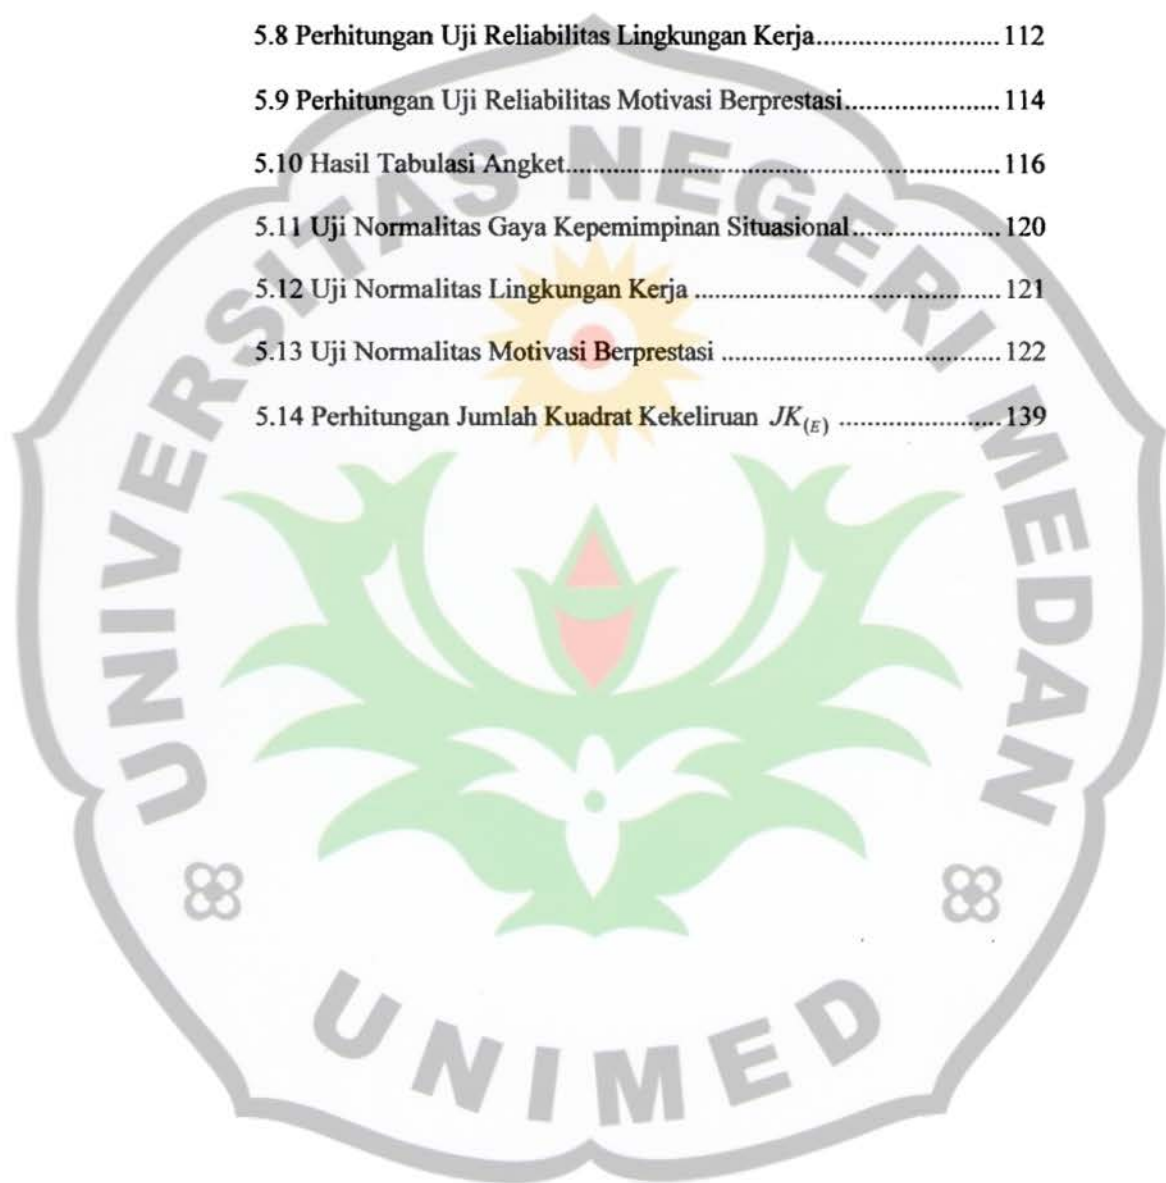 5.8 Perhitungan Uji Reliabilitas Lingkungan Kerja........................... 112
5.9 Perhitungan Uji Reliabilitas Motivasi Berprestasi....................... 114
5.10 Hasil Tabulasi Angket................................................................ 116
5.11 Uji Normalitas Gaya Kepemimpinan Situasional...................... 120
5.12 Uji Normalitas Lingkungan Kerja ............................................. 121
5.13 Uji Normalitas Motivasi Berprestasi ......................................... 122
5.14 Perhitungan Jumlah Kuadrat Kekeliruan JK(E) ........................ 139
UNIVERSITAS NEGERI MEDAN
UNIMED